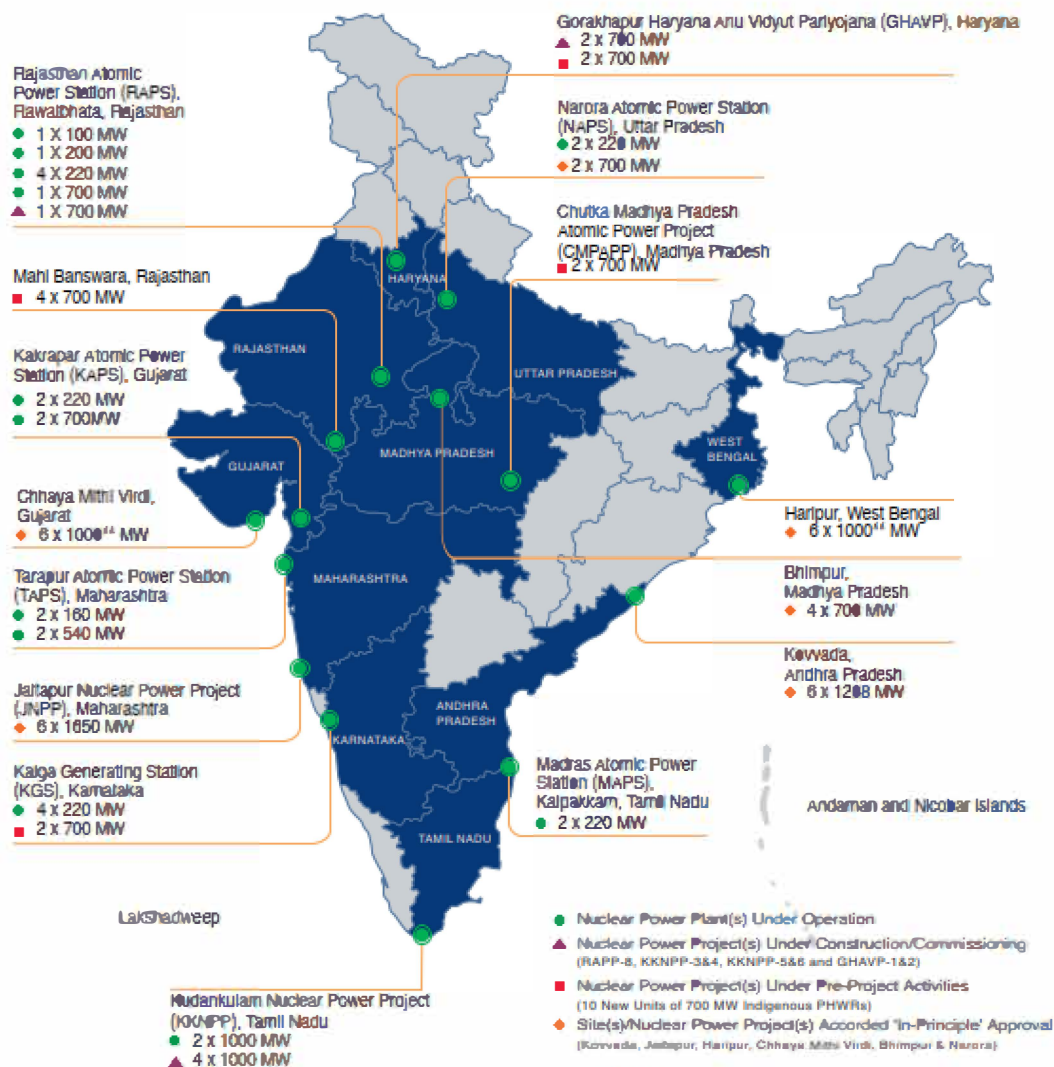 Gorakhapur Haryana Anu Vidyut Pariyojana (GHAVP), Haryana
▲ 2 x 700 MW
■ 2 x 700 MW
Rajasthan Atomic
Power Station (RAPS),
Rawatbhata, Rajasthan
● 1 X 100 MW
● 1 X 200 MW
● 4 X 220 MW
● 1 X 700 MW
▲ 1 X 700 MW
Narora Atomic Power Station
(NAPS), Uttar Pradesh
● 2 x 220 MW
◆ 2 x 700 MW
Chutka Madhya Pradesh
Atomic Power Project
(CMPAPP), Madhya Pradesh
■ 2 x 700 MW
Mahi Banswara, Rajasthan
■ 4 x 700 MW
Kakrapar Atomic Power
Station (KAPS), Gujarat
● 2 x 220 MW
● 2 x 700MW
Chhaya Mithi Virdi,
Gujarat
◆ 6 x 1000** MW
Tarapur Atomic Power Station
(TAPS), Maharashtra
● 2 x 160 MW
● 2 x 540 MW
Jaitapur Nuclear Power Project
(JNPP), Maharashtra
◆ 6 x 1650 MW
Kaiga Generating Station
(KGS), Karnataka
● 4 x 220 MW
■ 2 x 700 MW
HARYANA
RAJASTHAN
UTTAR PRADESH
WEST
BENGAL
MADHYA PRADESH
GUJARAT
MAHARASHTRA
ANDHRA
PRADESH
KARNATAKA
TAMIL NADU
Haripur, West Bengal
◆ 6 x 1000** MW
Bhimpur,
Madhya Pradesh
◆ 4 x 700 MW
Kovvada,
Andhra Pradesh
◆ 6 x 1208 MW
Madras Atomic Power
Station (MAPS),
Kalpakkam, Tamil Nadu
● 2 x 220 MW
Andaman and Nicobar Islands
Lakshadweep
Kudankulam Nuclear Power Project
(KKNPP), Tamil Nadu
● 2 x 1000 MW
▲ 4 x 1000 MW
● Nuclear Power Plant(s) Under Operation
▲ Nuclear Power Project(s) Under Construction/Commissioning
(RAPP-8, KKNPP-3&4, KKNPP-5&6 and GHAVP-1&2)
■ Nuclear Power Project(s) Under Pre-Project Activities
(10 New Units of 700 MW Indigenous PHWRs)
◆ Site(s)/Nuclear Power Project(s) Accorded 'In-Principle' Approval
(Kovvada, Jaitapur, Haripur, Chhaya Mithi Virdi, Bhimpur & Narora)